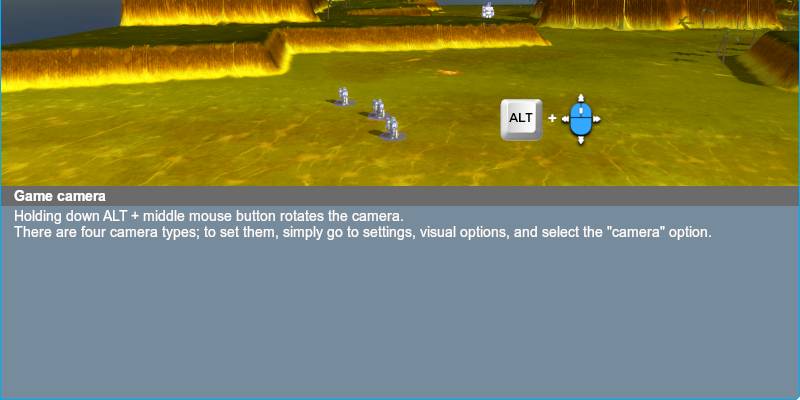 ALT +
Game camera
Holding down ALT + middle mouse button rotates the camera.
There are four camera types; to set them, simply go to settings, visual options, and select the "camera" option.